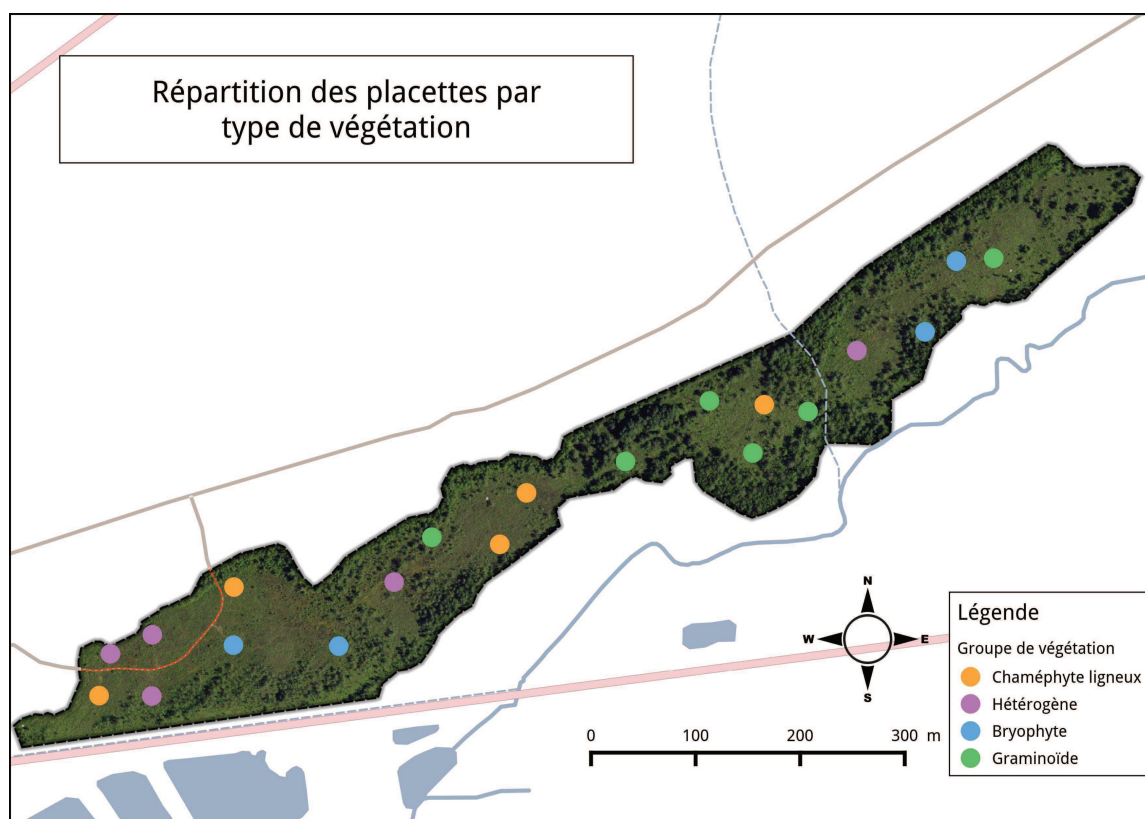 Répartition des placettes par
type de végétation
N
W E
S
Légende
Groupe de végétation
Chaméphyte ligneux
Hétérogène
Bryophyte
Graminoïde
0 100 200 300 m